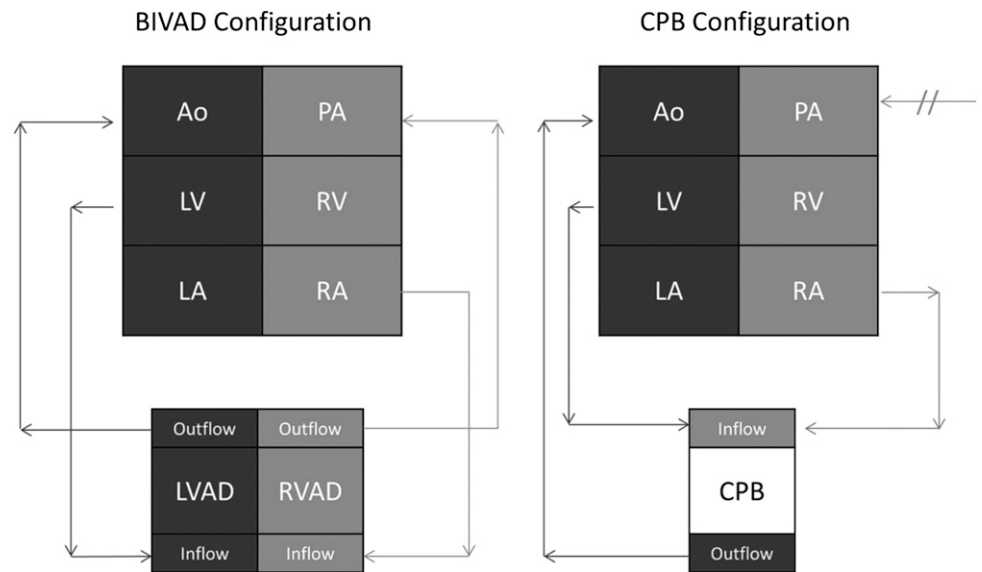 BIVAD Configuration
CPB Configuration
Ao PA
LV RV
LA RA
Ao PA
LV RV
LA RA
Outflow Outflow
LVAD RVAD
Inflow Inflow
Inflow
CPB
Outflow